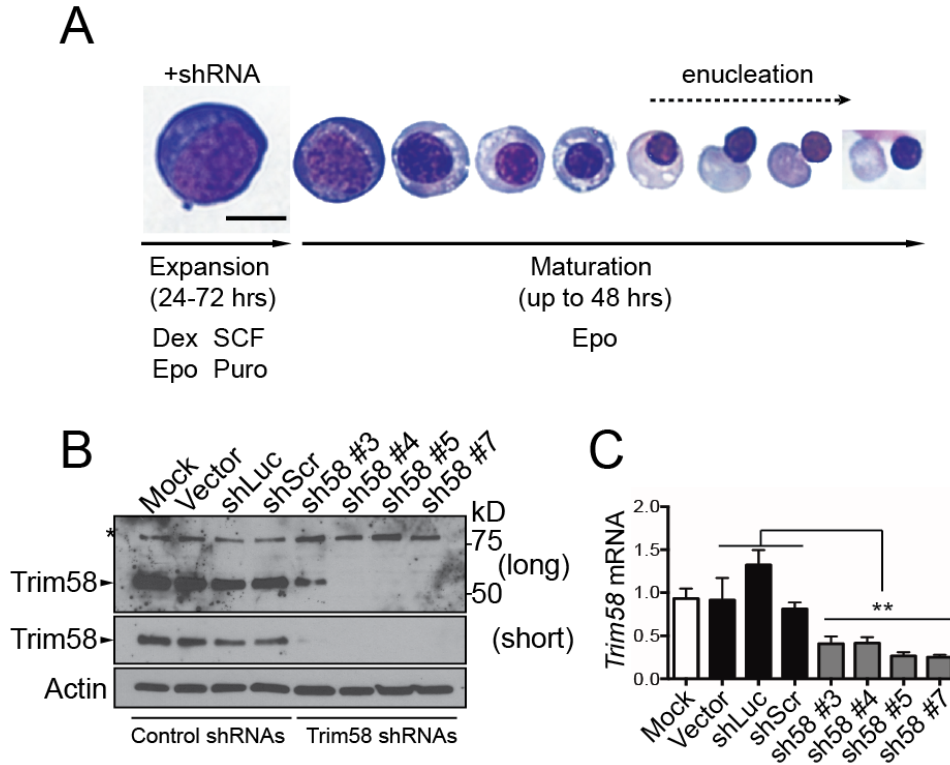 A
+shRNA
enucleation
Expansion
(24-72 hrs)
Dex SCF
Epo Puro
Maturation
(up to 48 hrs)
Epo
B
Mock
Vector
shLuc
shScr
sh58 #3
sh58 #4
sh58 #5
sh58 #7
kD
*
75
(long)
Trim58
50
Trim58
(short)
Actin
Control shRNAs
Trim58 shRNAs
C
Trim58 mRNA
2.0
1.5
1.0
0.5
0.0
**
Mock
Vector
shLuc
shScr
sh58 #3
sh58 #4
sh58 #5
sh58 #7